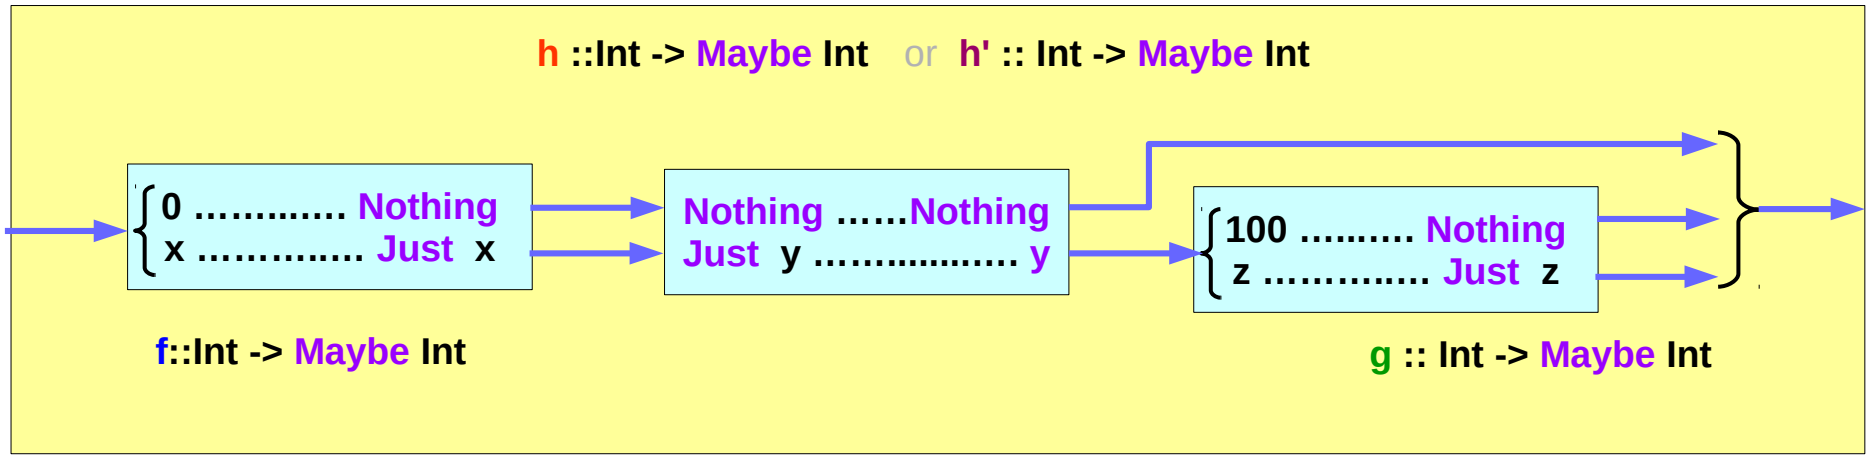 h ::Int -> Maybe Int or h' :: Int -> Maybe Int
0 ……...…. Nothing
x ………..…. Just x
Nothing ……Nothing
Just y ……........…. y
100 …...…. Nothing
z ………..…. Just z
f::Int -> Maybe Int
g :: Int -> Maybe Int